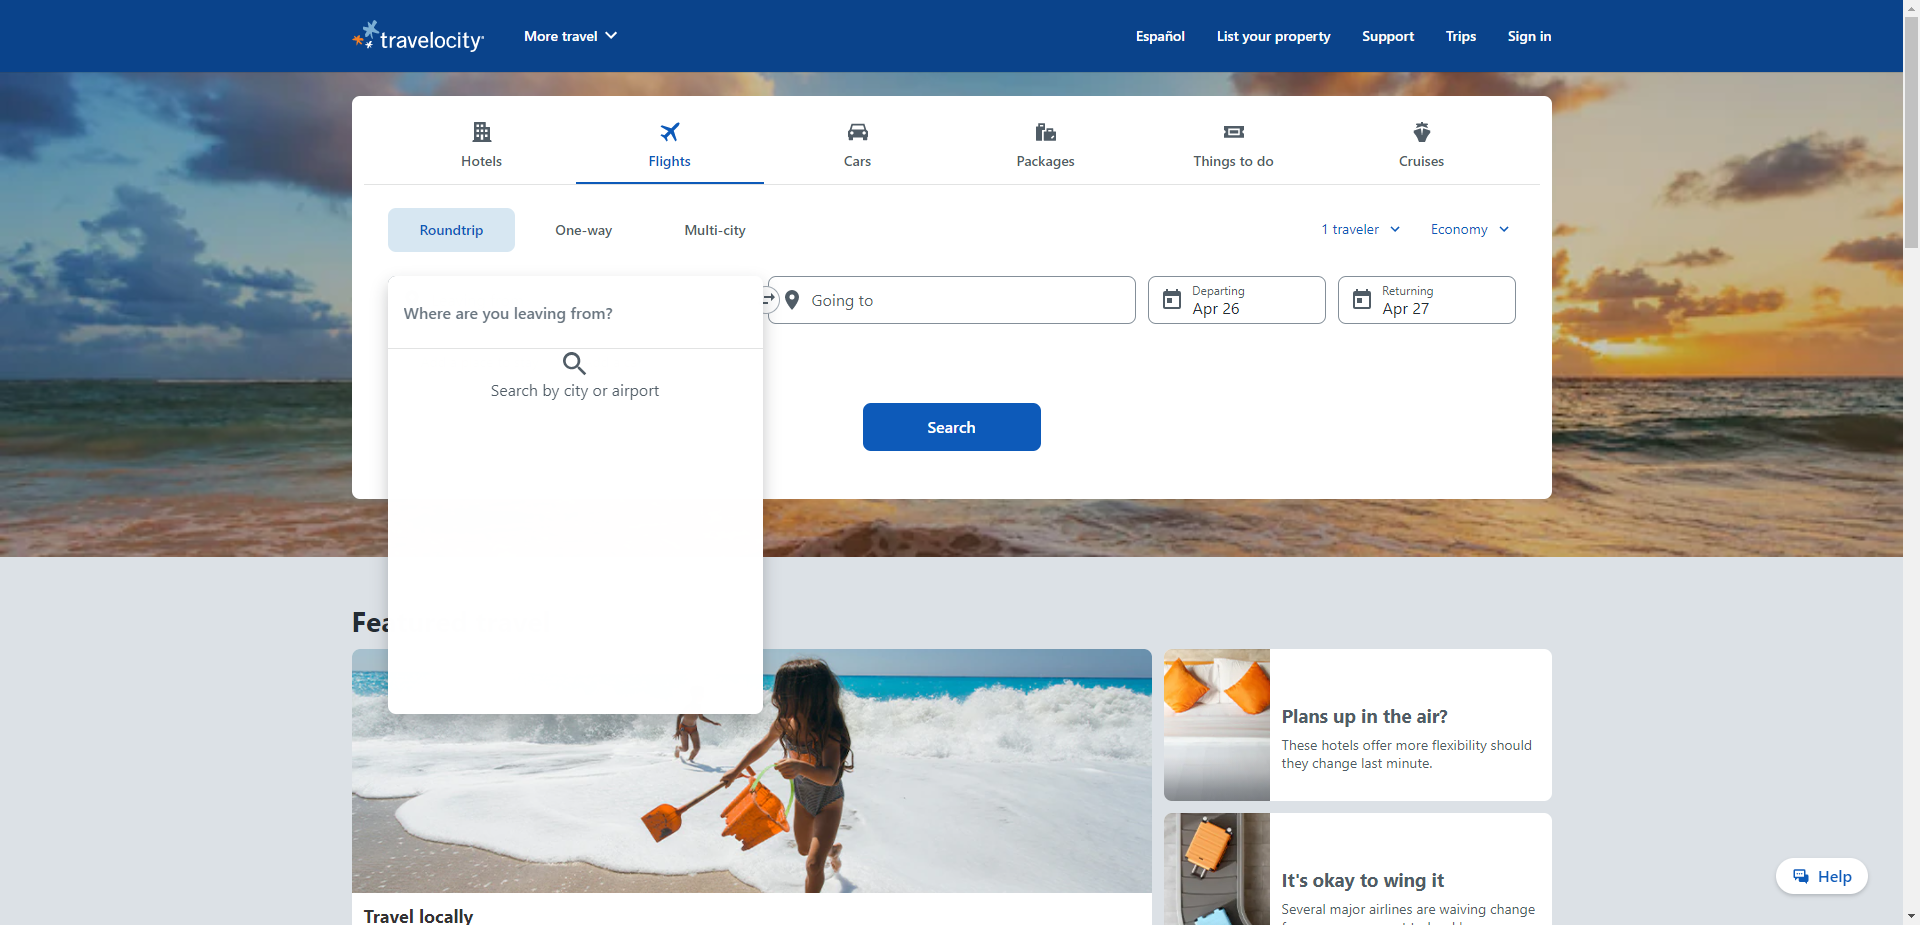 travelocity
More travel
Español
List your property
Support
Trips
Sign in
Hotels
Flights
Cars
Packages
Things to do
Cruises
Roundtrip
One-way
Multi-city
1 traveler
Economy
Where are you leaving from?
Search by city or airport
Going to
Departing
Apr 26
Returning
Apr 27
Search
Plans up in the air?
These hotels offer more flexibility should
they change last minute.
It's okay to wing it
Several major airlines are waiving change
Travel locally
Help